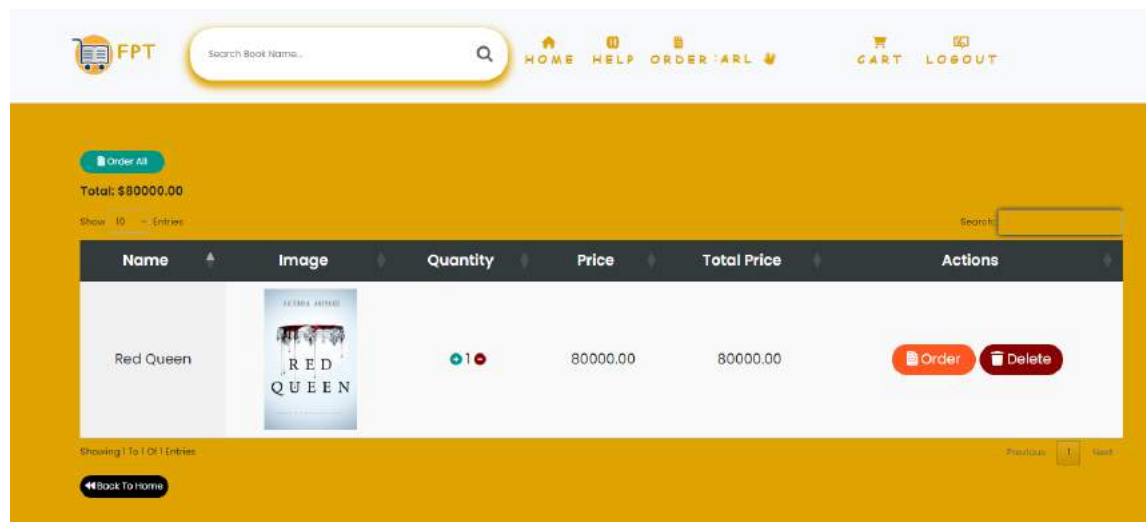 FPT
Search Book Name...
HOME HELP ORDER :ARL CART LOGOUT
Order All
Total: $80000.00
Show 10 Entries
Search:
Name Image Quantity Price Total Price Actions
Red Queen
RED
QUEEN
1
80000.00
80000.00
Order
Delete
Showing 1 To 1 Of 1 Entries
Previous 1 Next
Back To Home